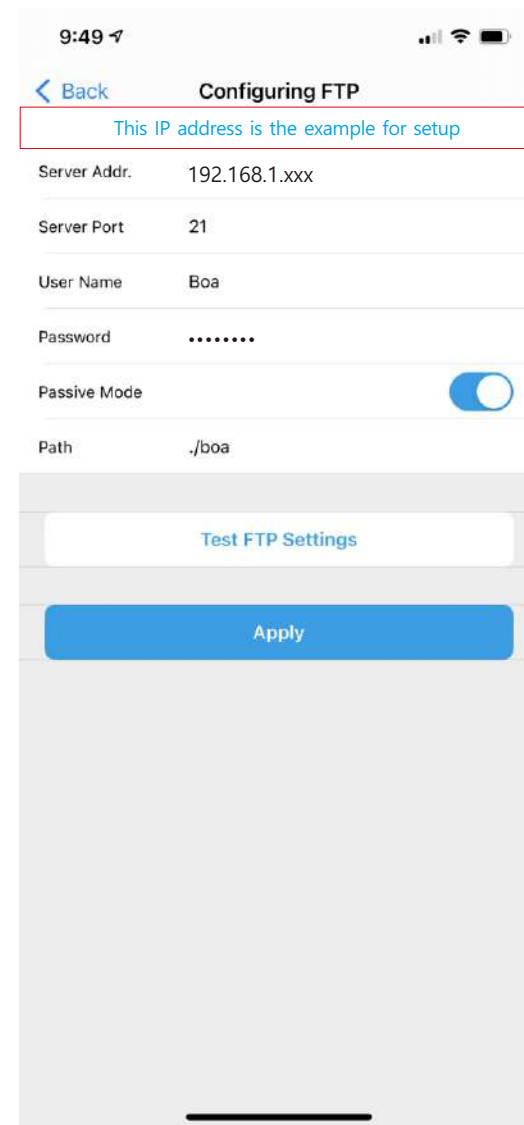 9:49
Back Configuring FTP
This IP address is the example for setup
Server Addr. 192.168.1.xxx
Server Port 21
User Name Boa
Password ••••••••
Passive Mode
Path ./boa
Test FTP Settings
Apply